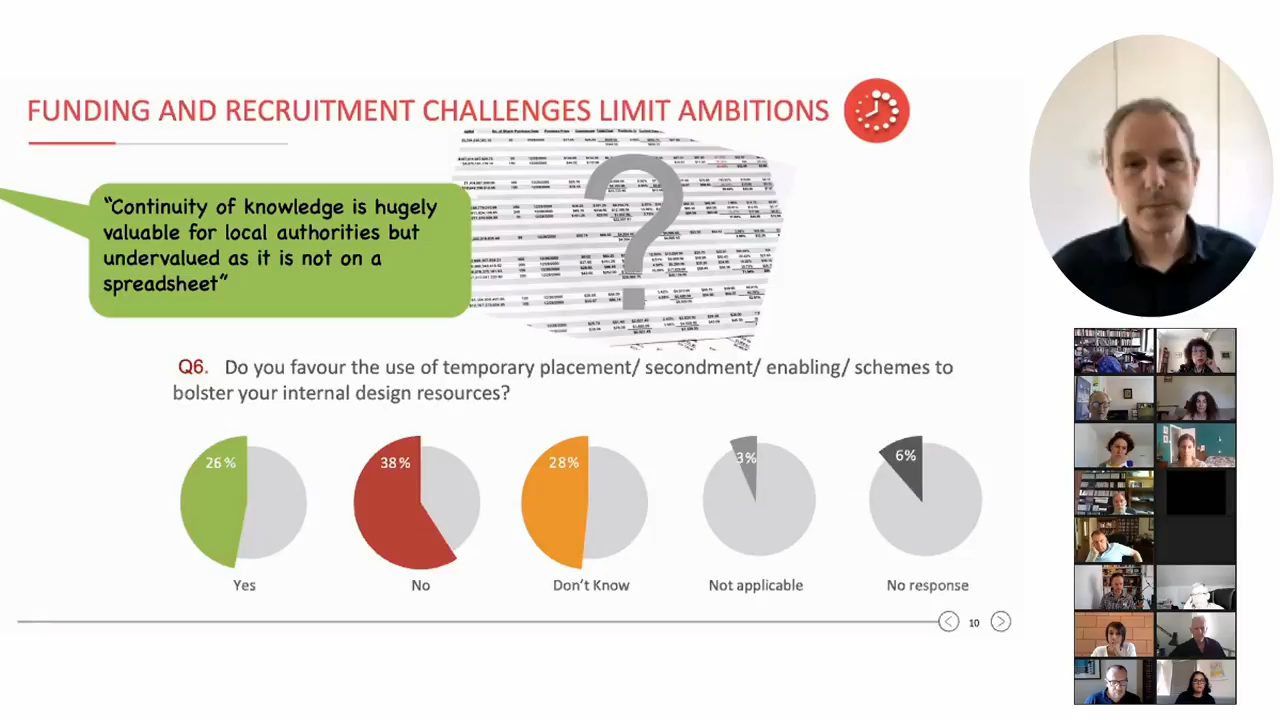 FUNDING AND RECRUITMENT CHALLENGES LIMIT AMBITIONS
“Continuity of knowledge is hugely
valuable for local authorities but
undervalued as it is not on a
spreadsheet”
?
Q6. Do you favour the use of temporary placement/ secondment/ enabling/ schemes to
bolster your internal design resources?
26%
38%
28%
3%
6%
Yes
No
Don’t Know
Not applicable
No response
10